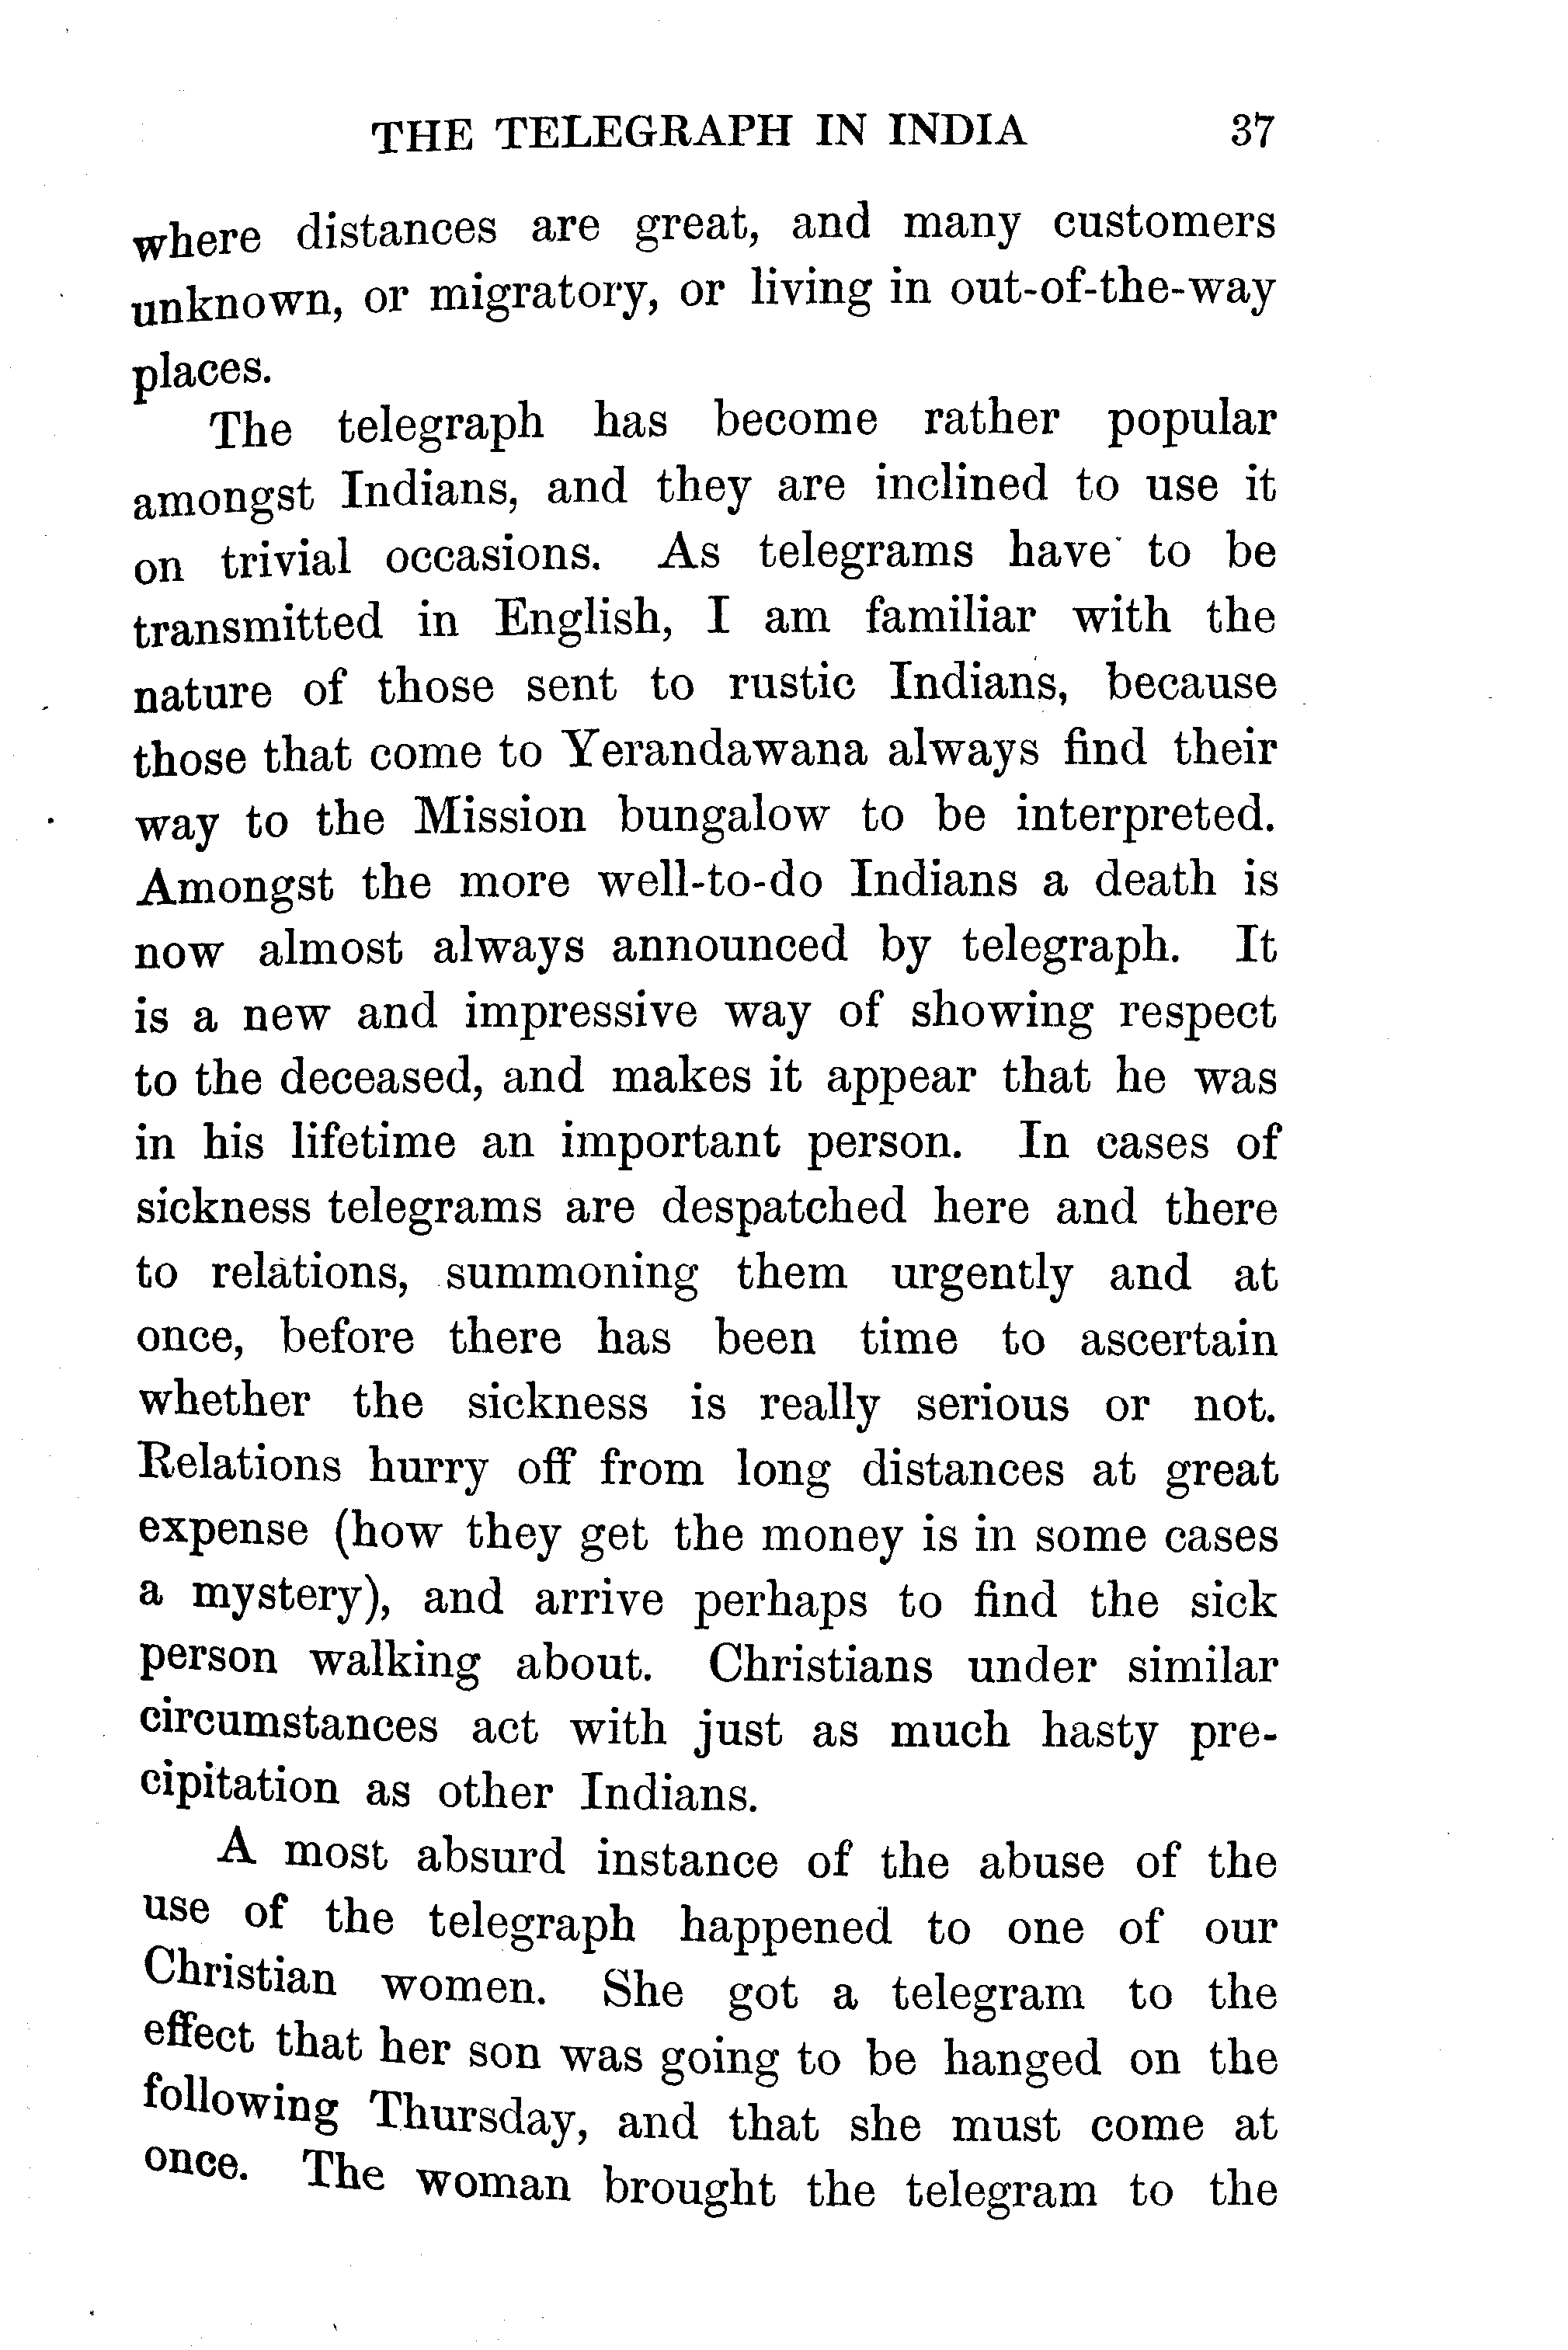 THE TELEGRAPH IN INDIA 37
where distances are great, and many customers
unknown, or migratory, or living in out-of-the-way
places.
The telegraph has become rather popular
amongst Indians, and they are inclined to use it
on trivial occasions. As telegrams have to be
transmitted in English, I am familiar with the
nature of those sent to rustic Indians, because
those that come to Yerandawana always find their
way to the Mission bungalow to be interpreted.
Amongst the more well-to-do Indians a death is
now almost always announced by telegraph. It
is a new and impressive way of showing respect
to the deceased, and makes it appear that he was
in his lifetime an important person. In cases of
sickness telegrams are despatched here and there
to relations, summoning them urgently and at
once, before there has been time to ascertain
whether the sickness is really serious or not.
Relations hurry off from long distances at great
expense (how they get the money is in some cases
a mystery), and arrive perhaps to find the sick
person walking about. Christians under similar
circumstances act with just as much hasty pre-
cipitation as other Indians.
A most absurd instance of the abuse of the
use of the telegraph happened to one of our
Christian women. She got a telegram to the
effect that her son was going to be hanged on the
following Thursday, and that she must come at
once. The woman brought the telegram to the